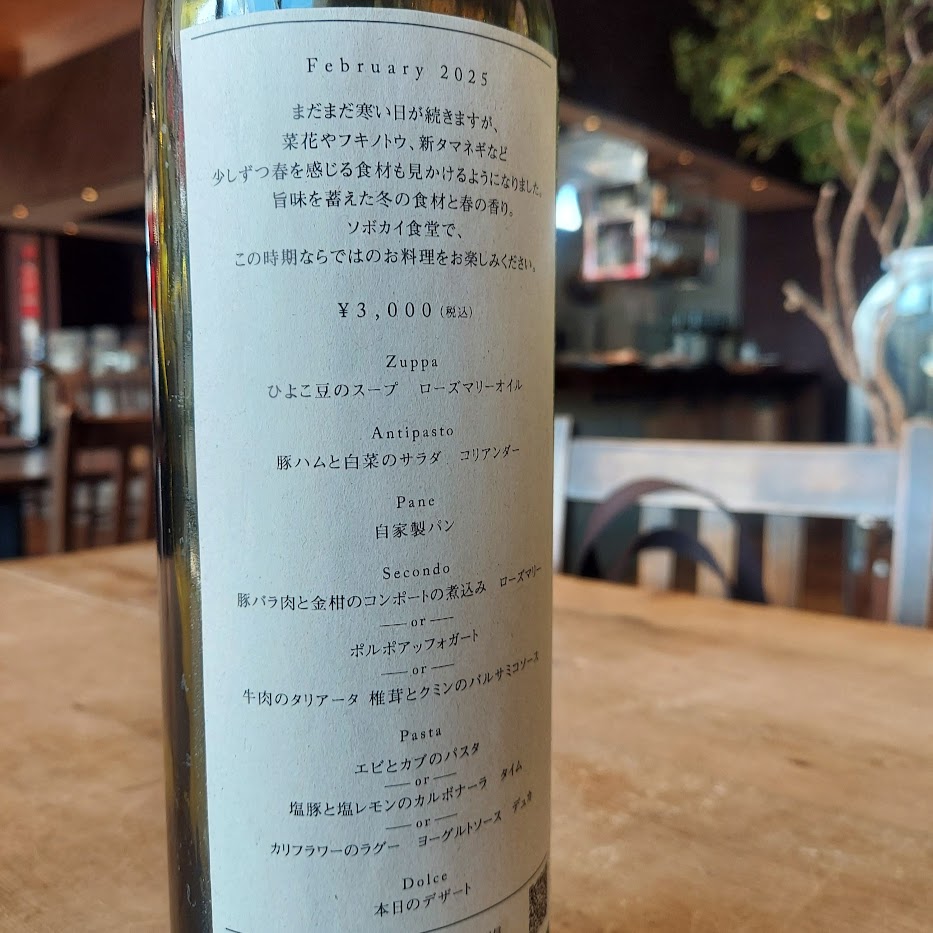 February 2025
まだまだ寒い日が続きますが、
菜花やフキノトウ、新タマネギなど
少しずつ春を感じる食材も見かけるようになりました。
旨味を蓄えた冬の食材と春の香り。
ソボカイ食堂で、
この時期ならではのお料理をお楽しみください。
¥3,000(税込)
Zuppa
ひよこ豆のスープ ローズマリーオイル
Antipasto
豚ハムと白菜のサラダ コリアンダー
Pane
自家製パン
Secondo
豚バラ肉と金柑のコンポートの煮込み ローズマリー
or
ポルポアッフォガート
or
牛肉のタリアータ 椎茸とクミンのバルサミコソース
Pasta
エビとカブのパスタ
or
塩豚と塩レモンのカルボナーラ タイム
or
カリフラワーのラグー ヨーグルトソース デュカ
Dolce
本日のデザート